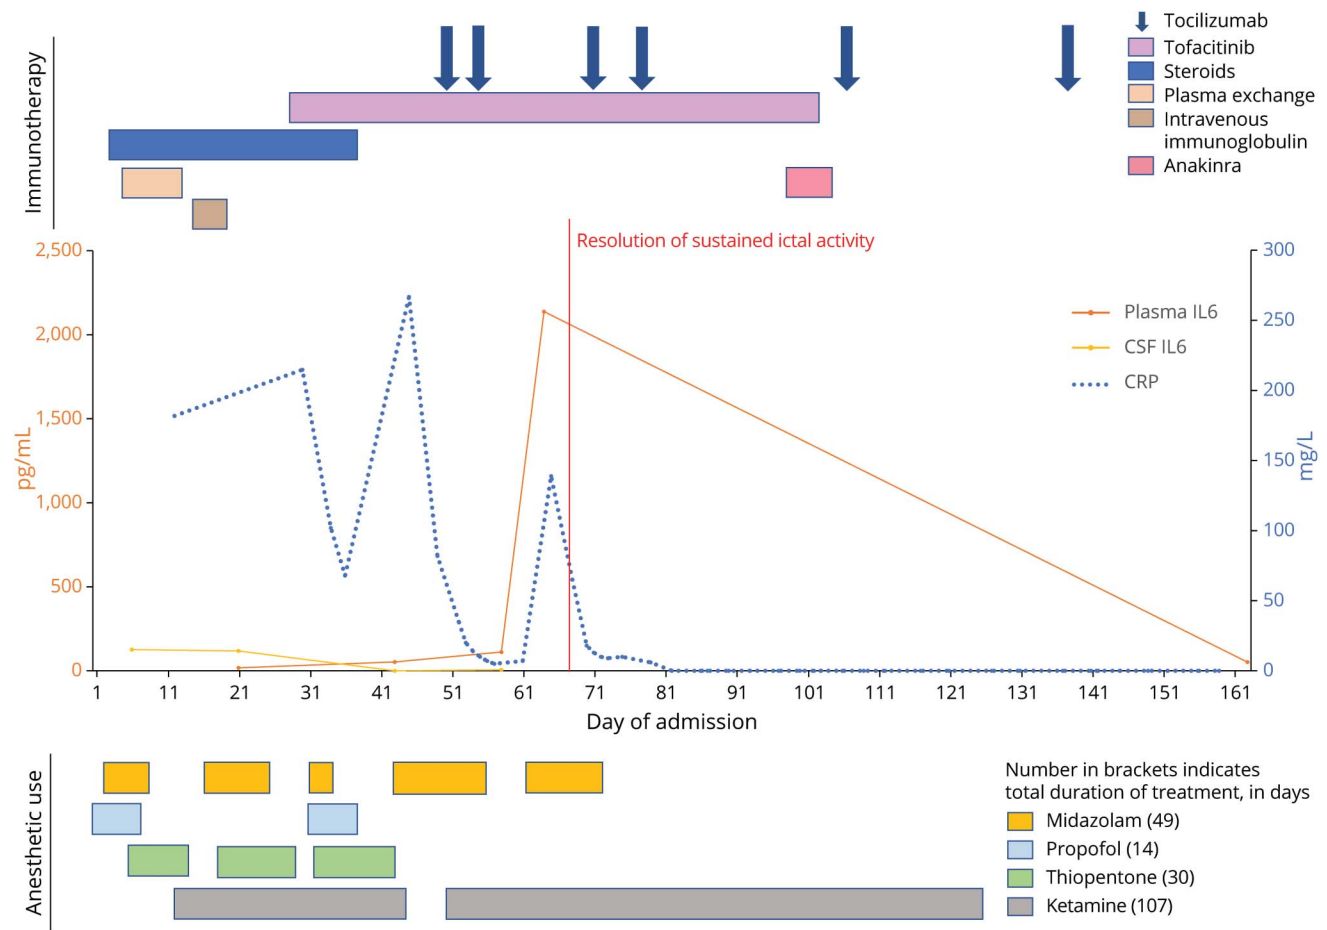 Immunotherapy
Tocilizumab
Tofacitinib
Steroids
Plasma exchange
Intravenous
immunoglobulin
Anakinra
Resolution of sustained ictal activity
pg/mL
2,500
2,000
1,500
1,000
500
0
300
250
200
150
100
50
0
mg/L
Plasma IL6
CSF IL6
CRP
1 11 21 31 41 51 61 71 81 91 101 111 121 131 141 151 161
Day of admission
Anesthetic use
Number in brackets indicates
total duration of treatment, in days
Midazolam (49)
Propofol (14)
Thiopentone (30)
Ketamine (107)